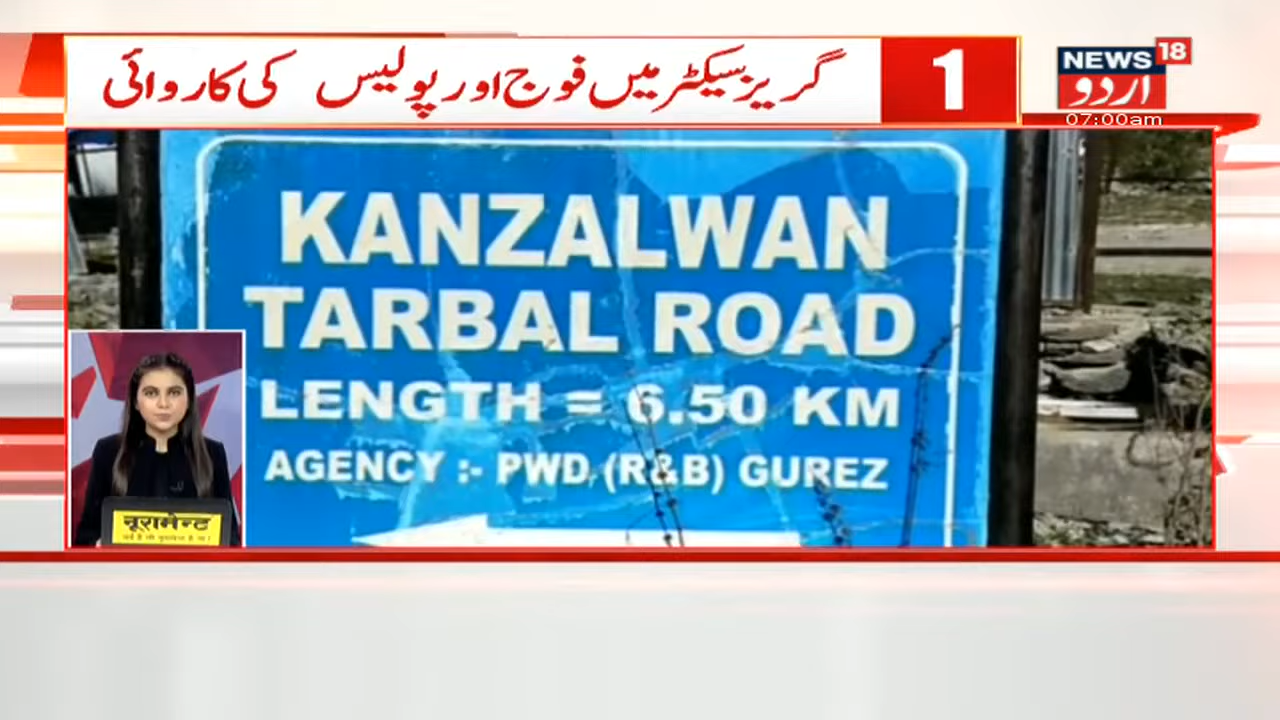 گریز سیکٹر میں فوج اور پولیس کی کاروائی
1
NEWS 18
اردو
07:00am
KANZALWAN
TARBAL ROAD
LENGTH = 6.50 KM
AGENCY :- PWD (R&B) GUREZ
नूरामेन्ट